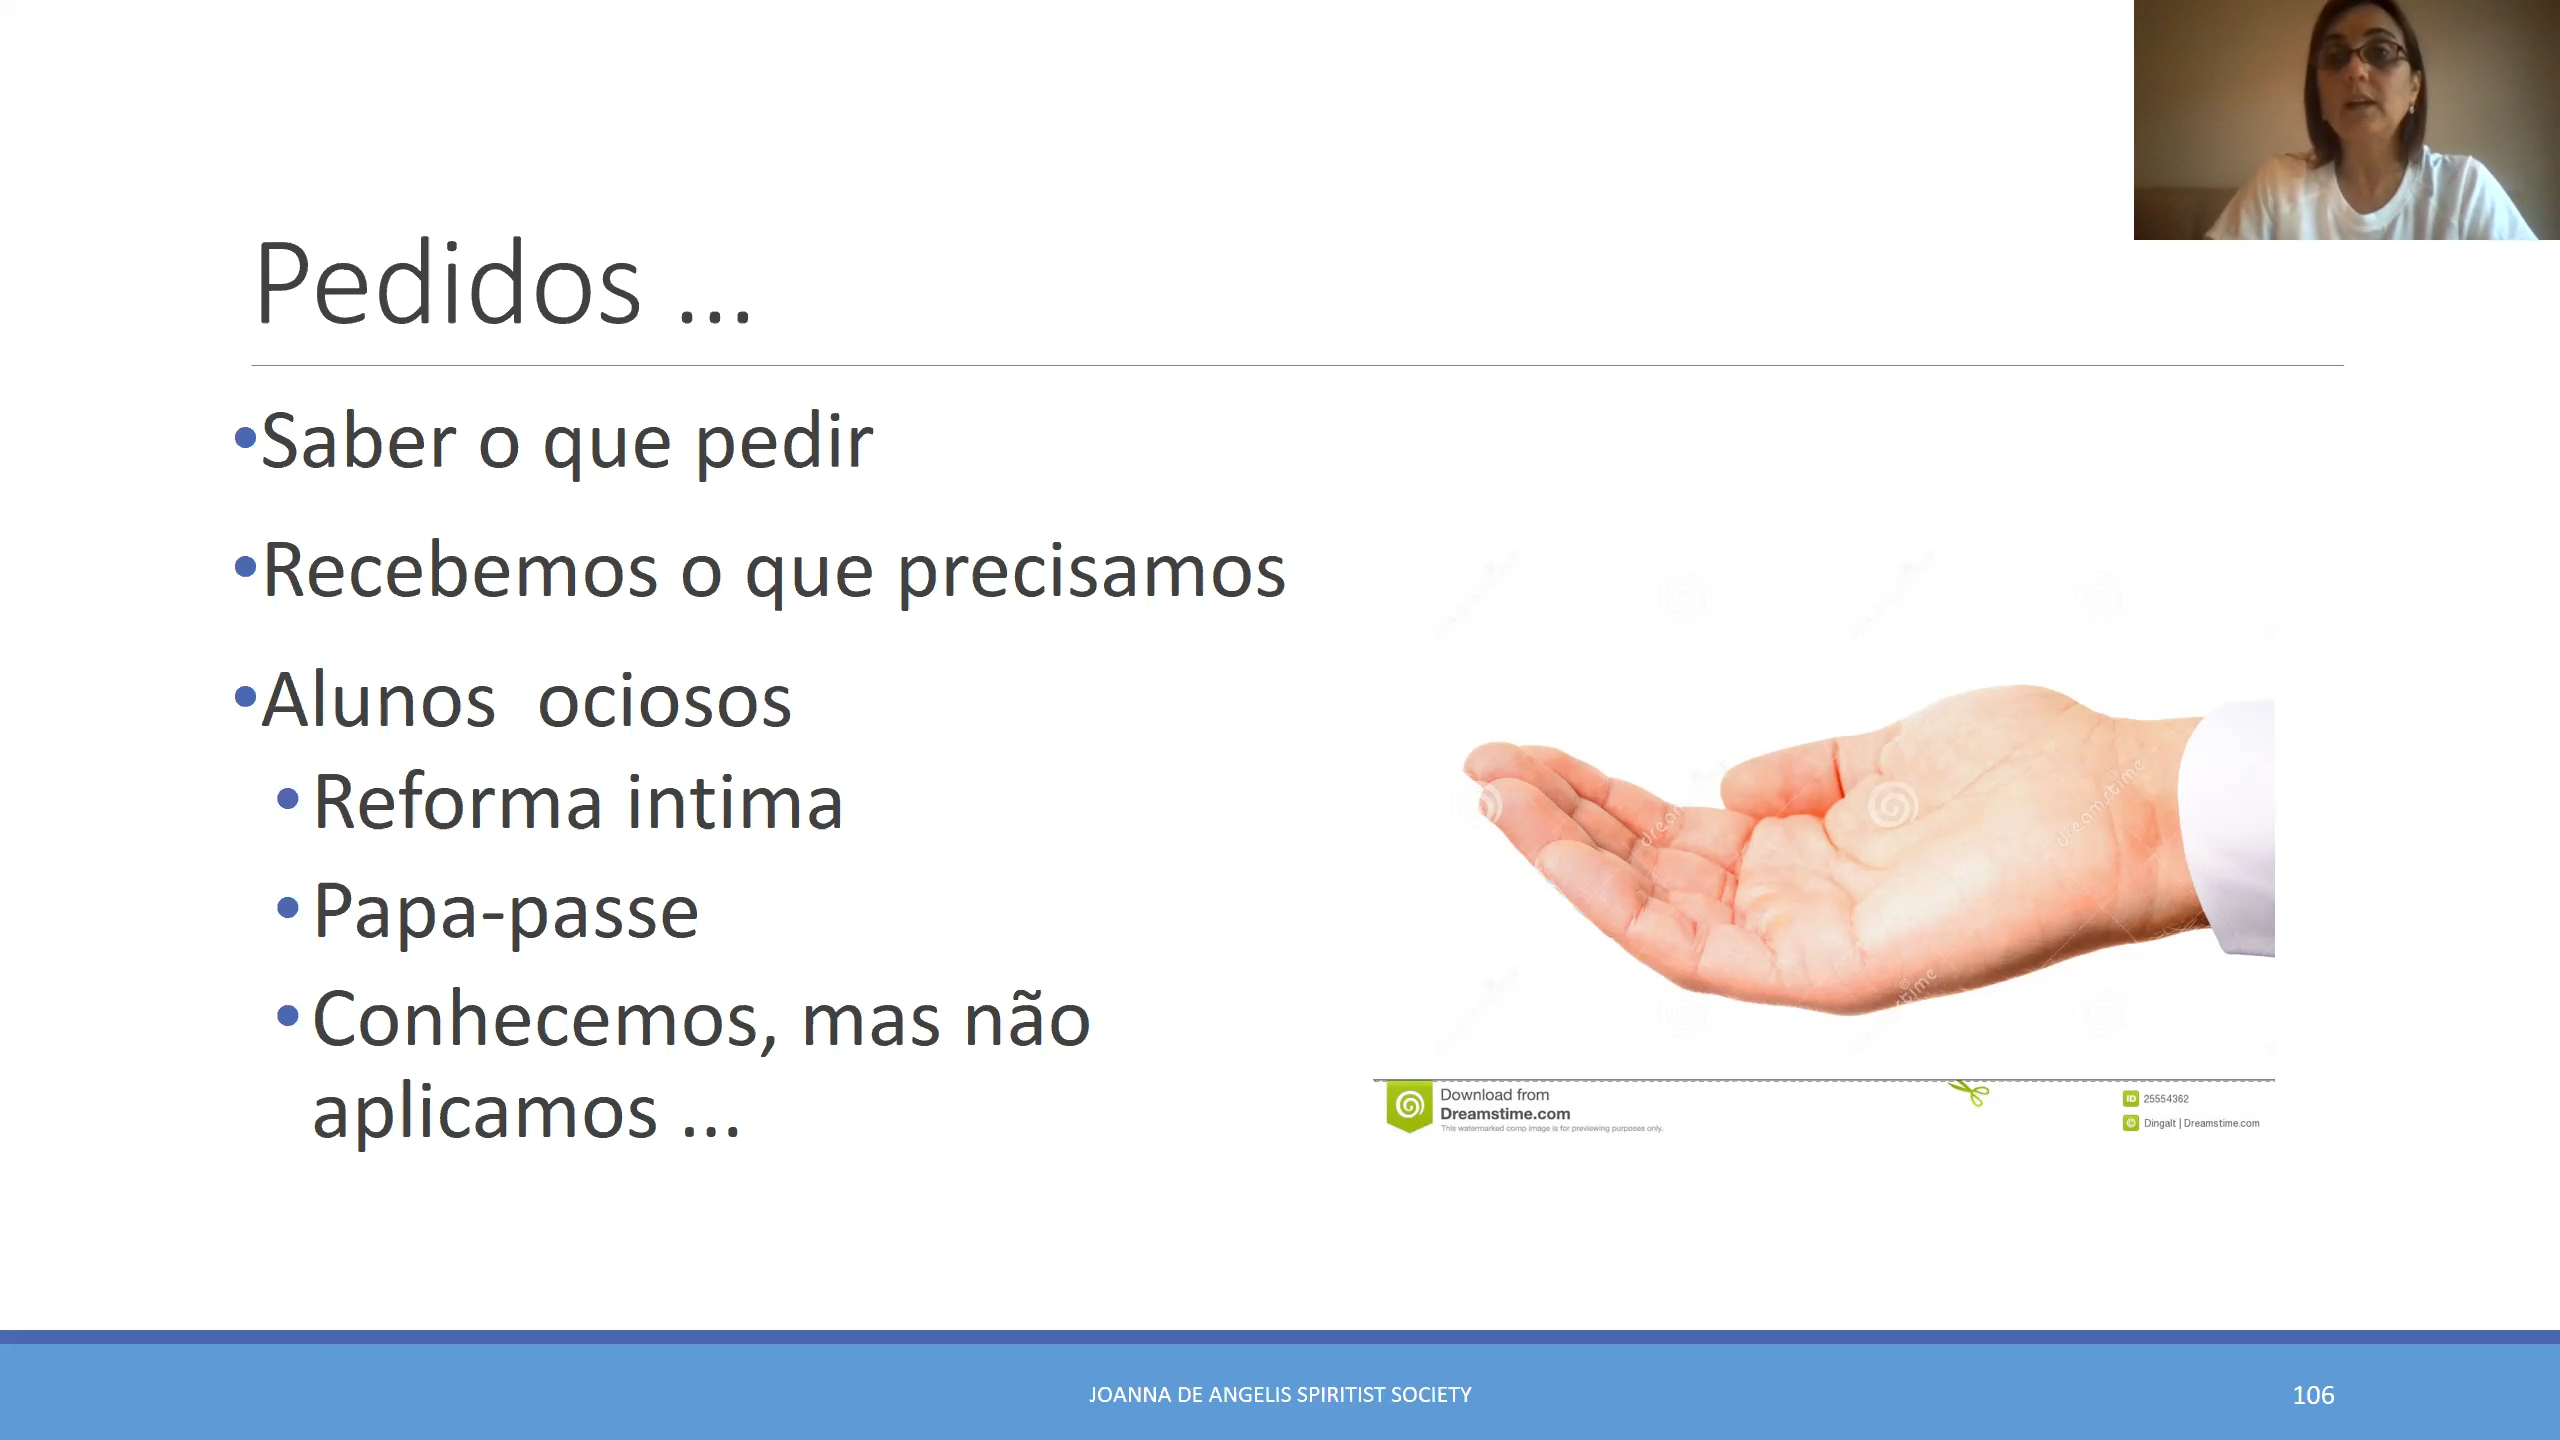 Pedidos ...
•Saber o que pedir
•Recebemos o que precisamos
•Alunos  ociosos
•Reforma intima
•Papa-passe
•Conhecemos, mas não
aplicamos ...
dreamstime
Download from
Dreamstime.com
This watermarked comp image is for previewing purposes only.
ID 25554362
© Dingalt | Dreamstime.com
JOANNA DE ANGELIS SPIRITIST SOCIETY
106